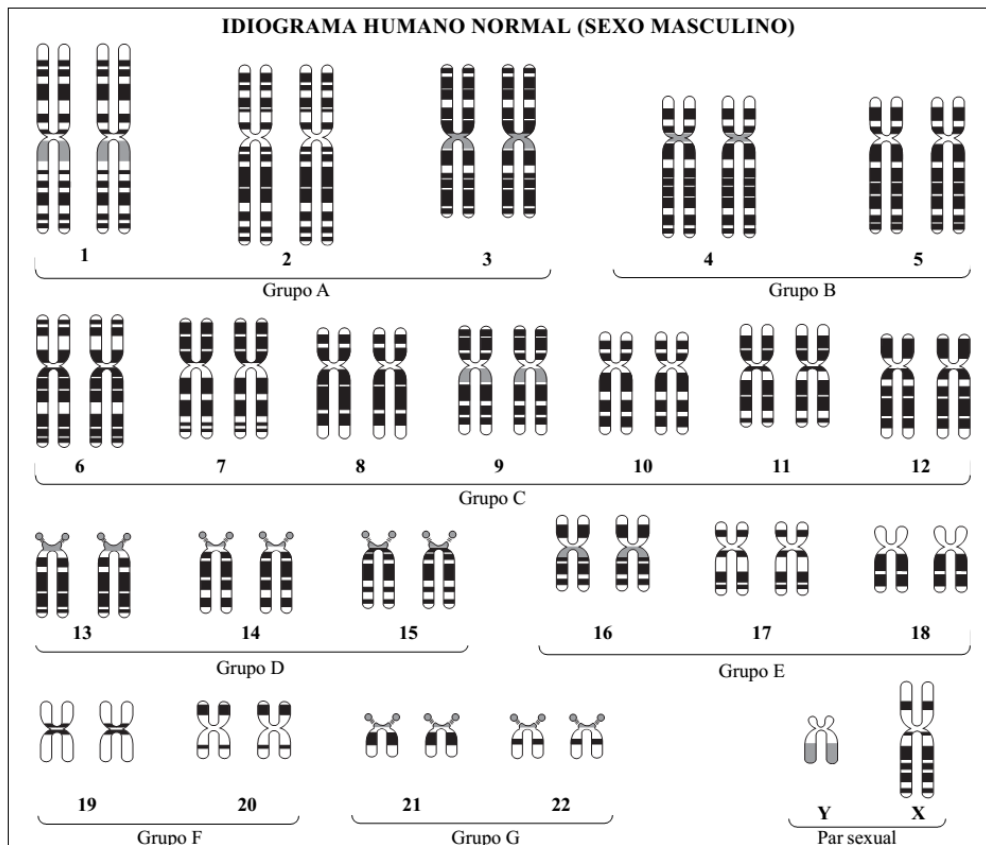 IDIOGRAMA HUMANO NORMAL (SEXO MASCULINO)
1 2 3 4 5
Grupo A Grupo B
6 7 8 9 10 11 12
Grupo C
13 14 15 16 17 18
Grupo D Grupo E
19 20 21 22 Y X
Grupo F Grupo G Par sexual